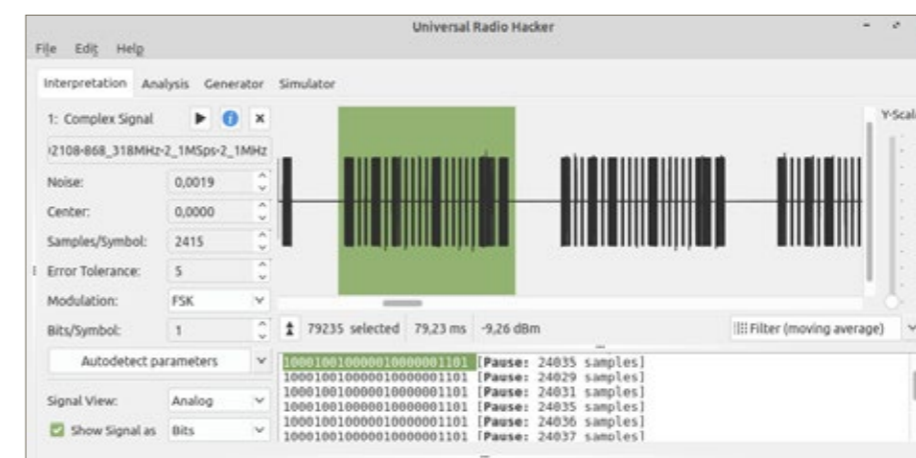 Universal Radio Hacker
File Edit Help
Interpretation Analysis Generator Simulator
1: Complex Signal
2108-868_318MHz-2_1MSps-2_1MHz
Noise: 0,0019
Center: 0,0000
Samples/Symbol: 2415
Error Tolerance: 5
Modulation: FSK
Bits/Symbol: 1
Autodetect parameters
Signal View: Analog
Show Signal as Bits
Y-Scal
79235 selected 79,23 ms -9,26 dBm
Filter (moving average)
1000100100000010000001101 [Pause: 24035 samples]
1000100100000010000001101 [Pause: 24029 samples]
1000100100000010000001101 [Pause: 24031 samples]
1000100100000010000001101 [Pause: 24035 samples]
1000100100000010000001101 [Pause: 24036 samples]
1000100100000010000001101 [Pause: 24037 samples]